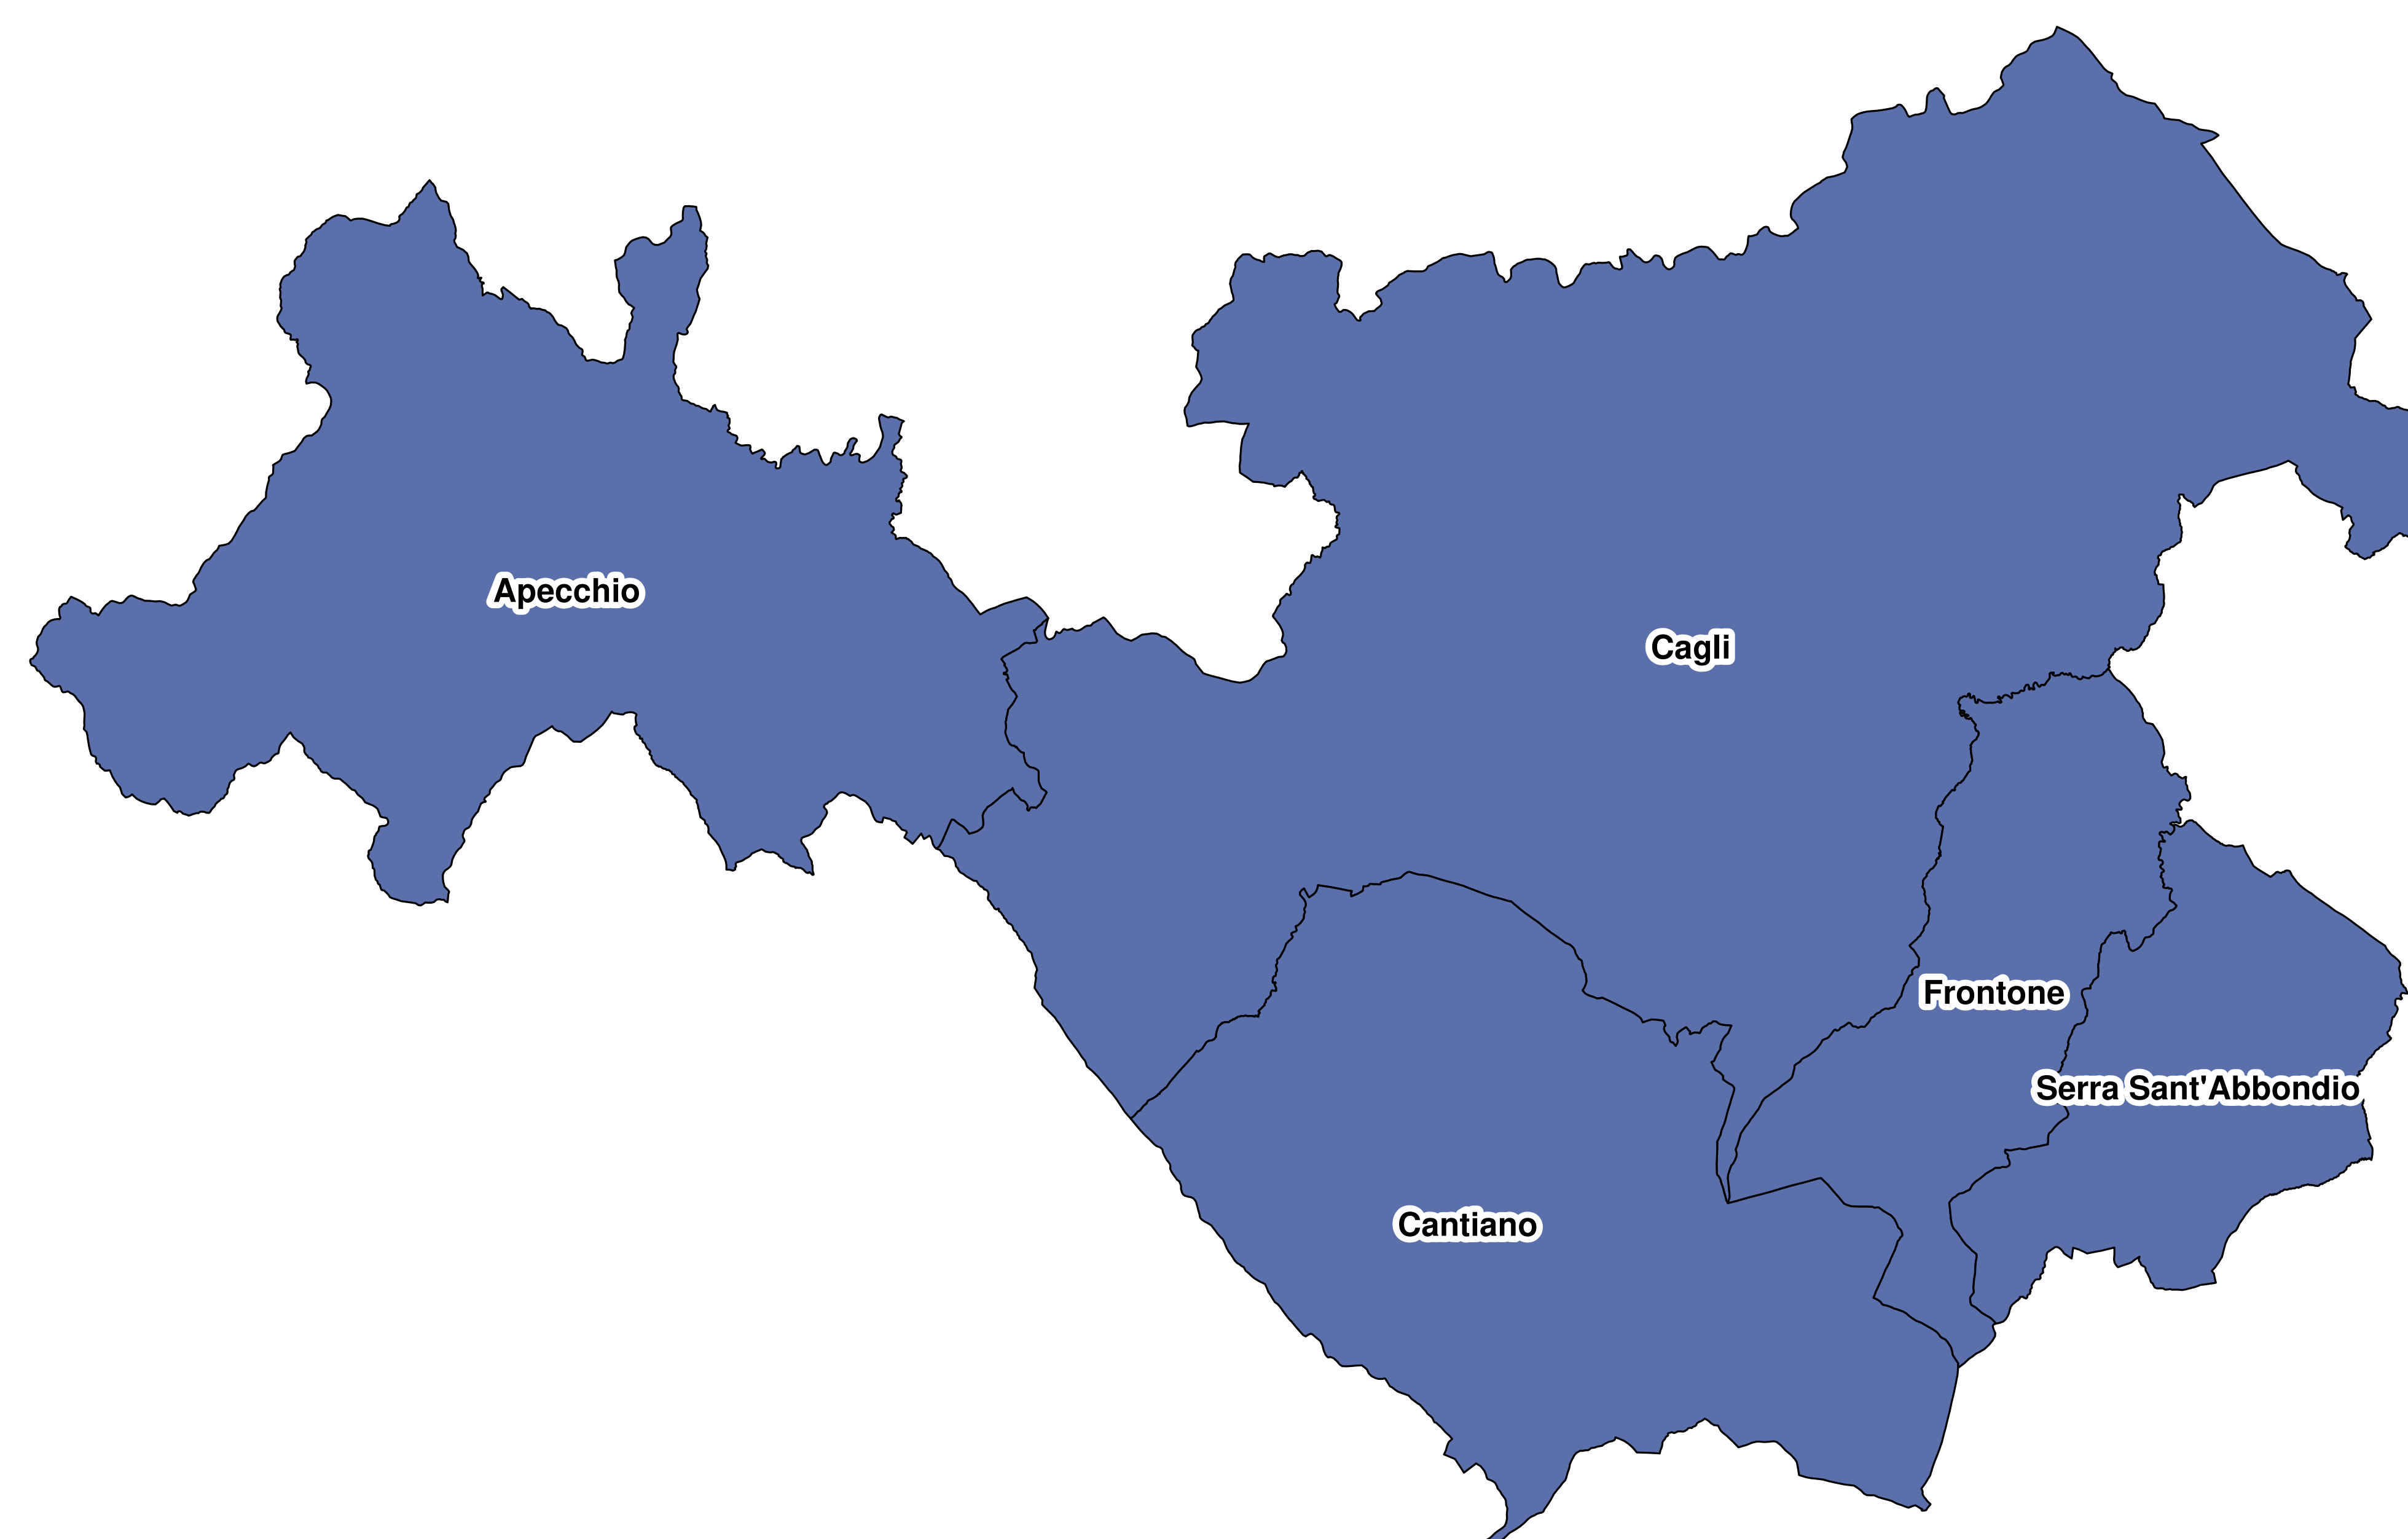 Apecchio
Cagli
Frontone
Serra Sant'Abbondio
Cantiano